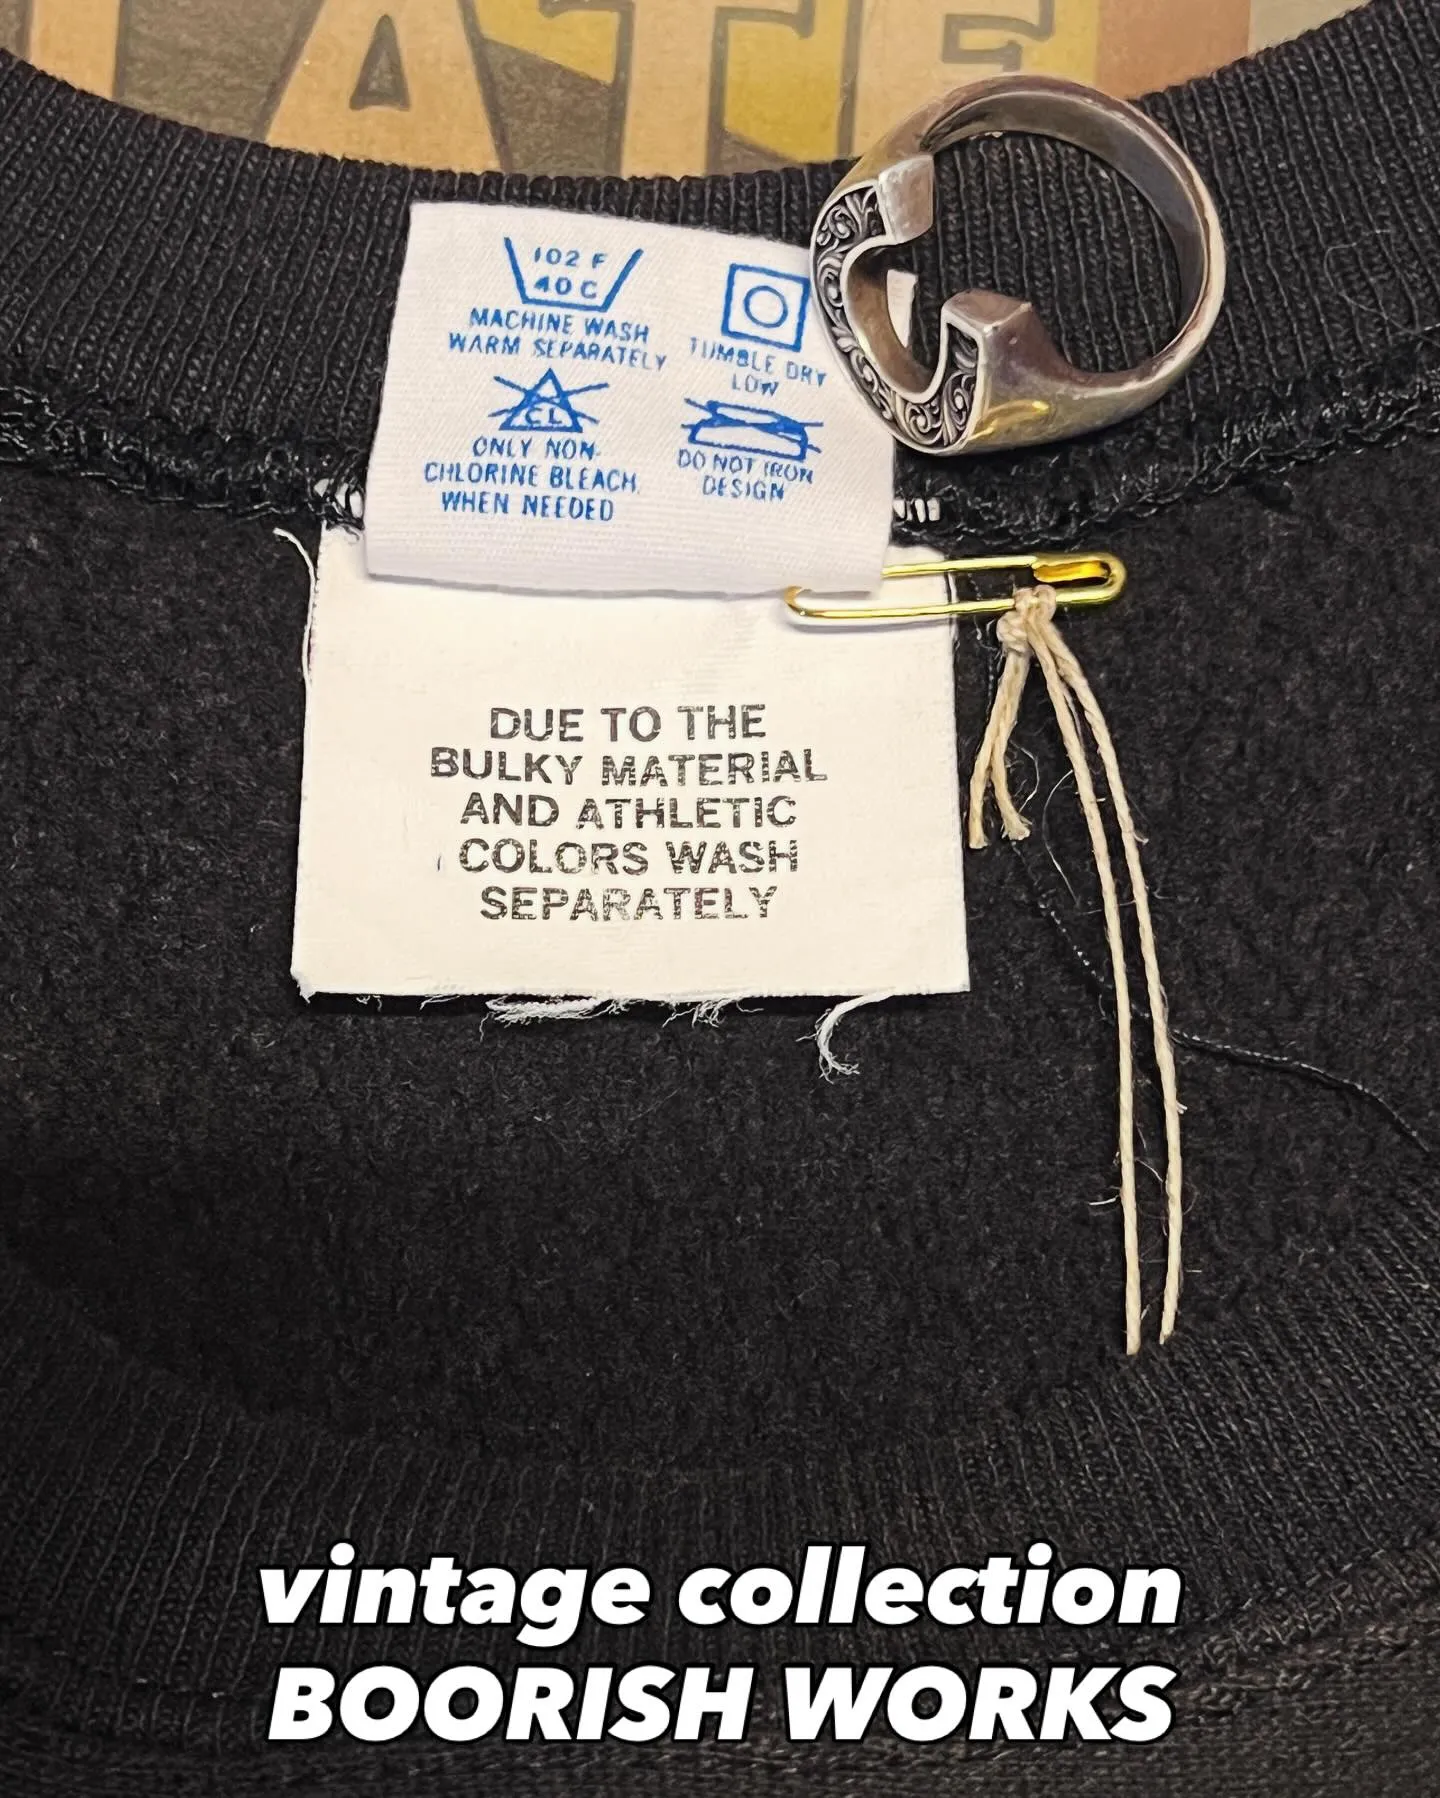 ATE
102 F
40 C
MACHINE WASH
WARM SEPARATELY
TUMBLE DRY
LOW
CL
ONLY NON-
CHLORINE BLEACH,
WHEN NEEDED
DO NOT IRON
DESIGN
DUE TO THE
BULKY MATERIAL
AND ATHLETIC
COLORS WASH
SEPARATELY
vintage collection
BOORISH WORKS